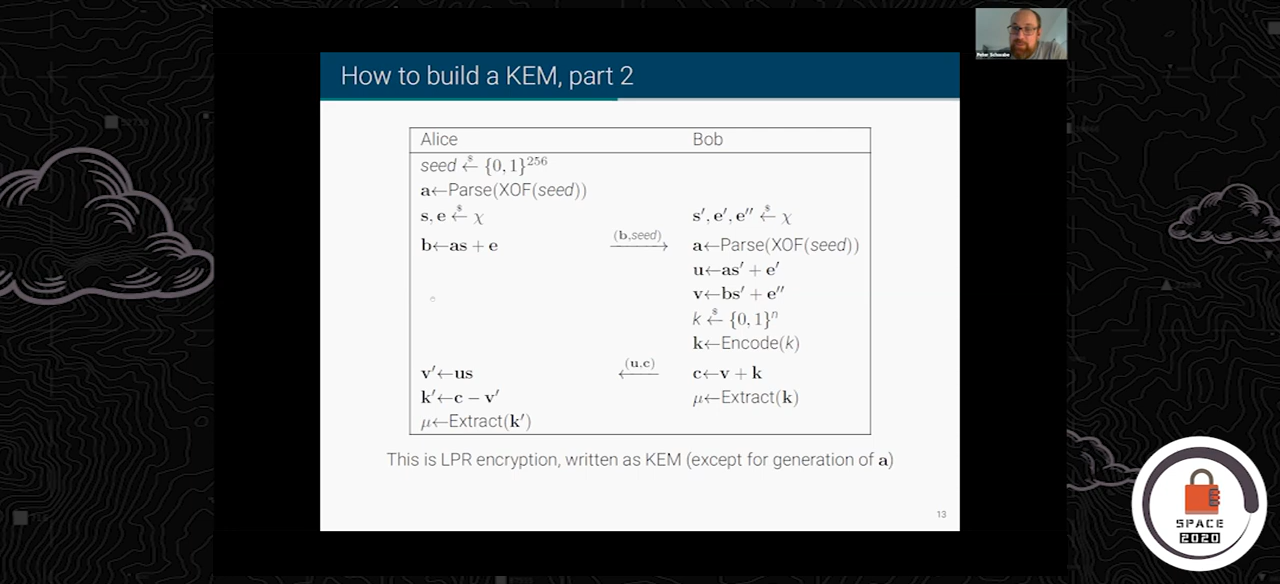 Peter Schwabe
How to build a KEM, part 2
Alice Bob
seed ←$ {0,1}^256
a←Parse(XOF(seed))
s, e ←$ χ s′, e′, e″ ←$ χ
b←as + e (b,seed) → a←Parse(XOF(seed))
u←as′ + e′
v←bs′ + e″
k ←$ {0,1}^n
k←Encode(k)
v′←us (u,c) ← c←v + k
k′←c − v′ μ←Extract(k)
μ←Extract(k′)
This is LPR encryption, written as KEM (except for generation of a)
13
SPACE
2020